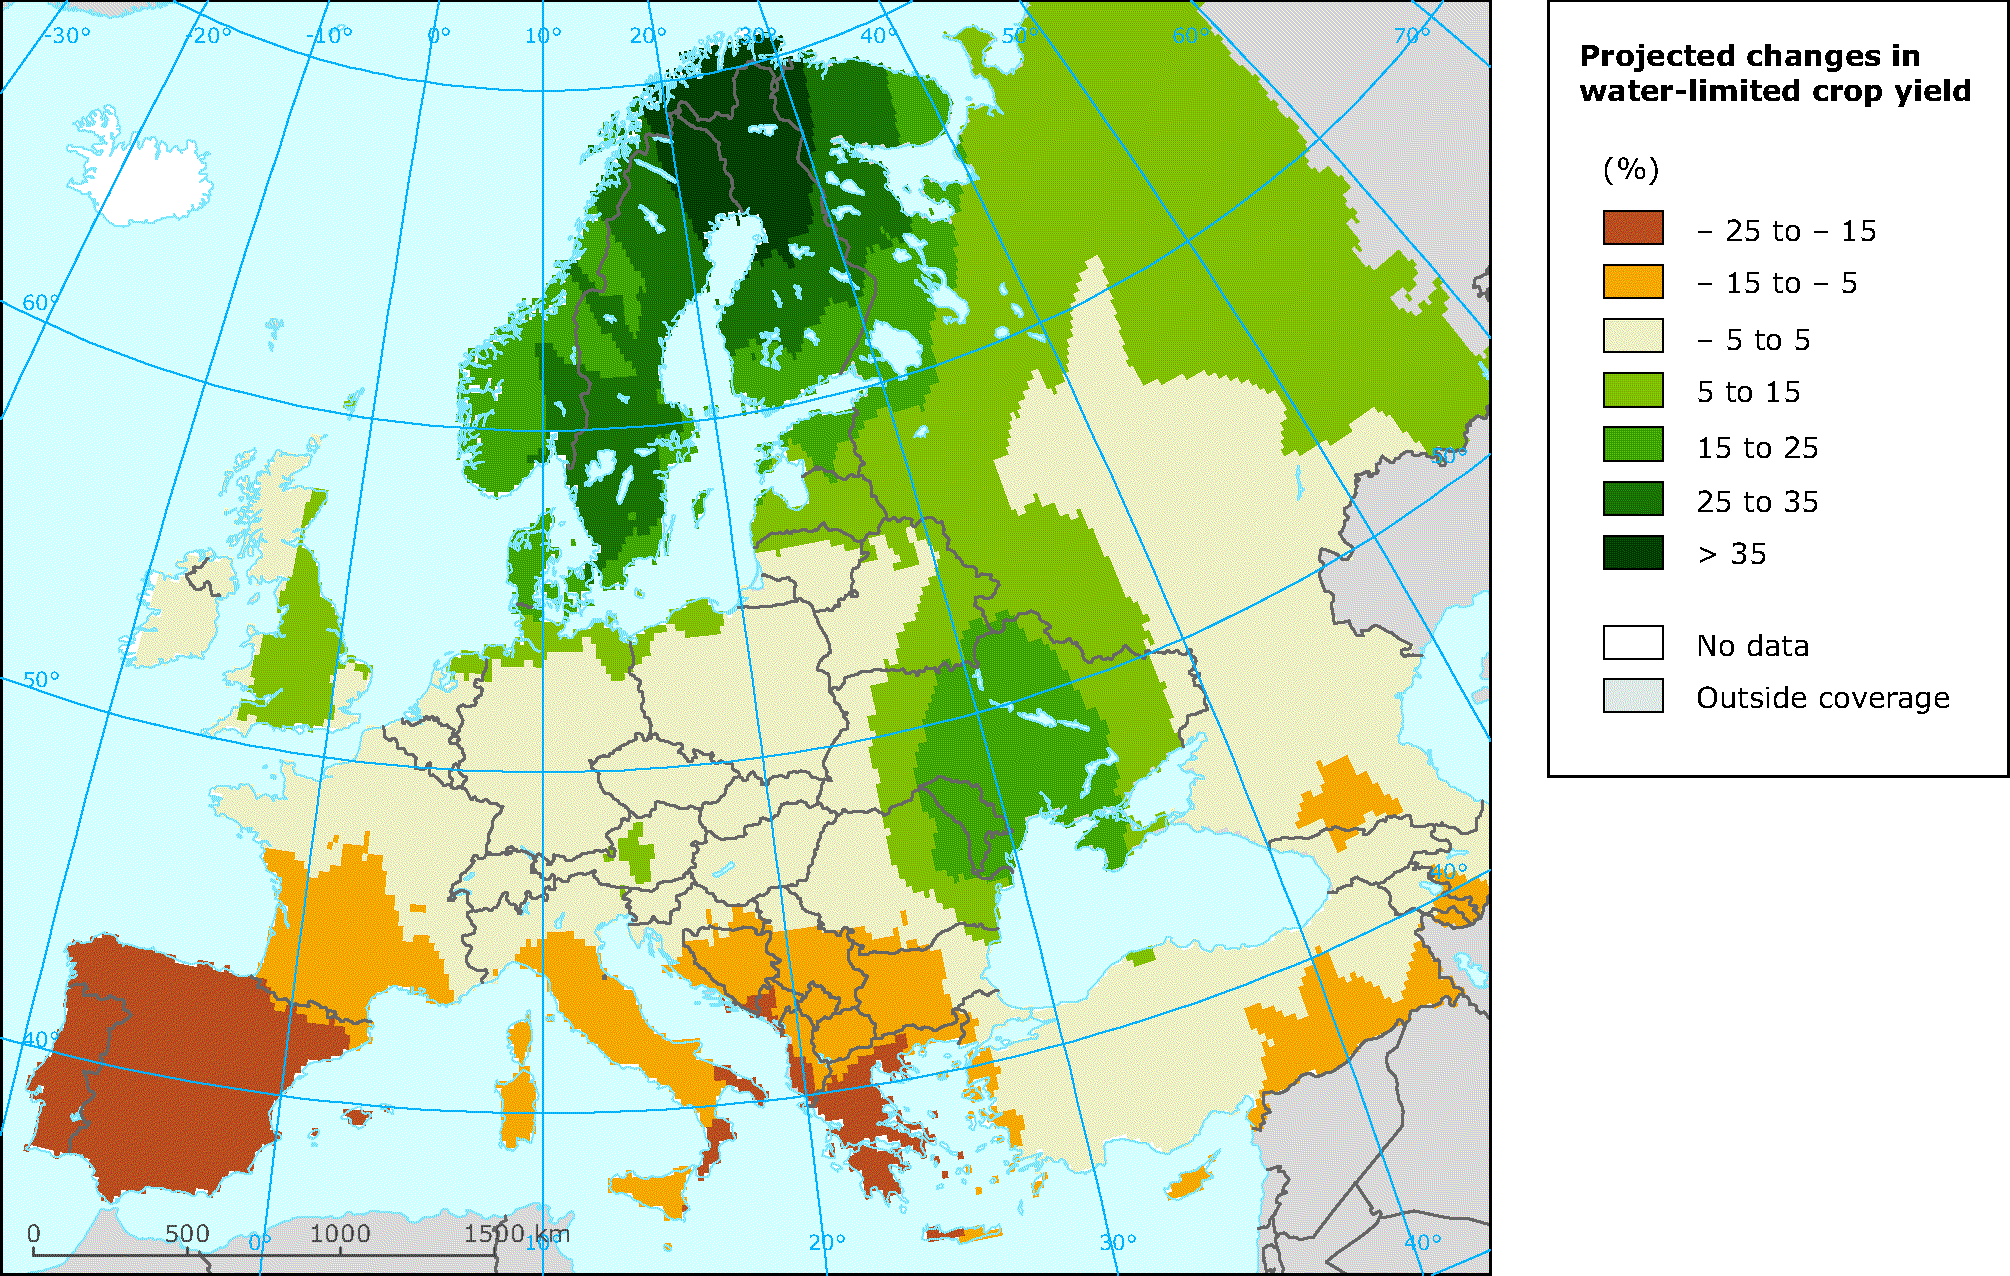 -30° -20° -10° 0° 10° 20° 30° 40° 50° 60° 70°
60°
50°
50°
40°
40°
0 500 1000 1500 km
0° 10° 20° 30° 40°
Projected changes in
water-limited crop yield
(%)
– 25 to – 15
– 15 to – 5
– 5 to 5
5 to 15
15 to 25
25 to 35
> 35
No data
Outside coverage